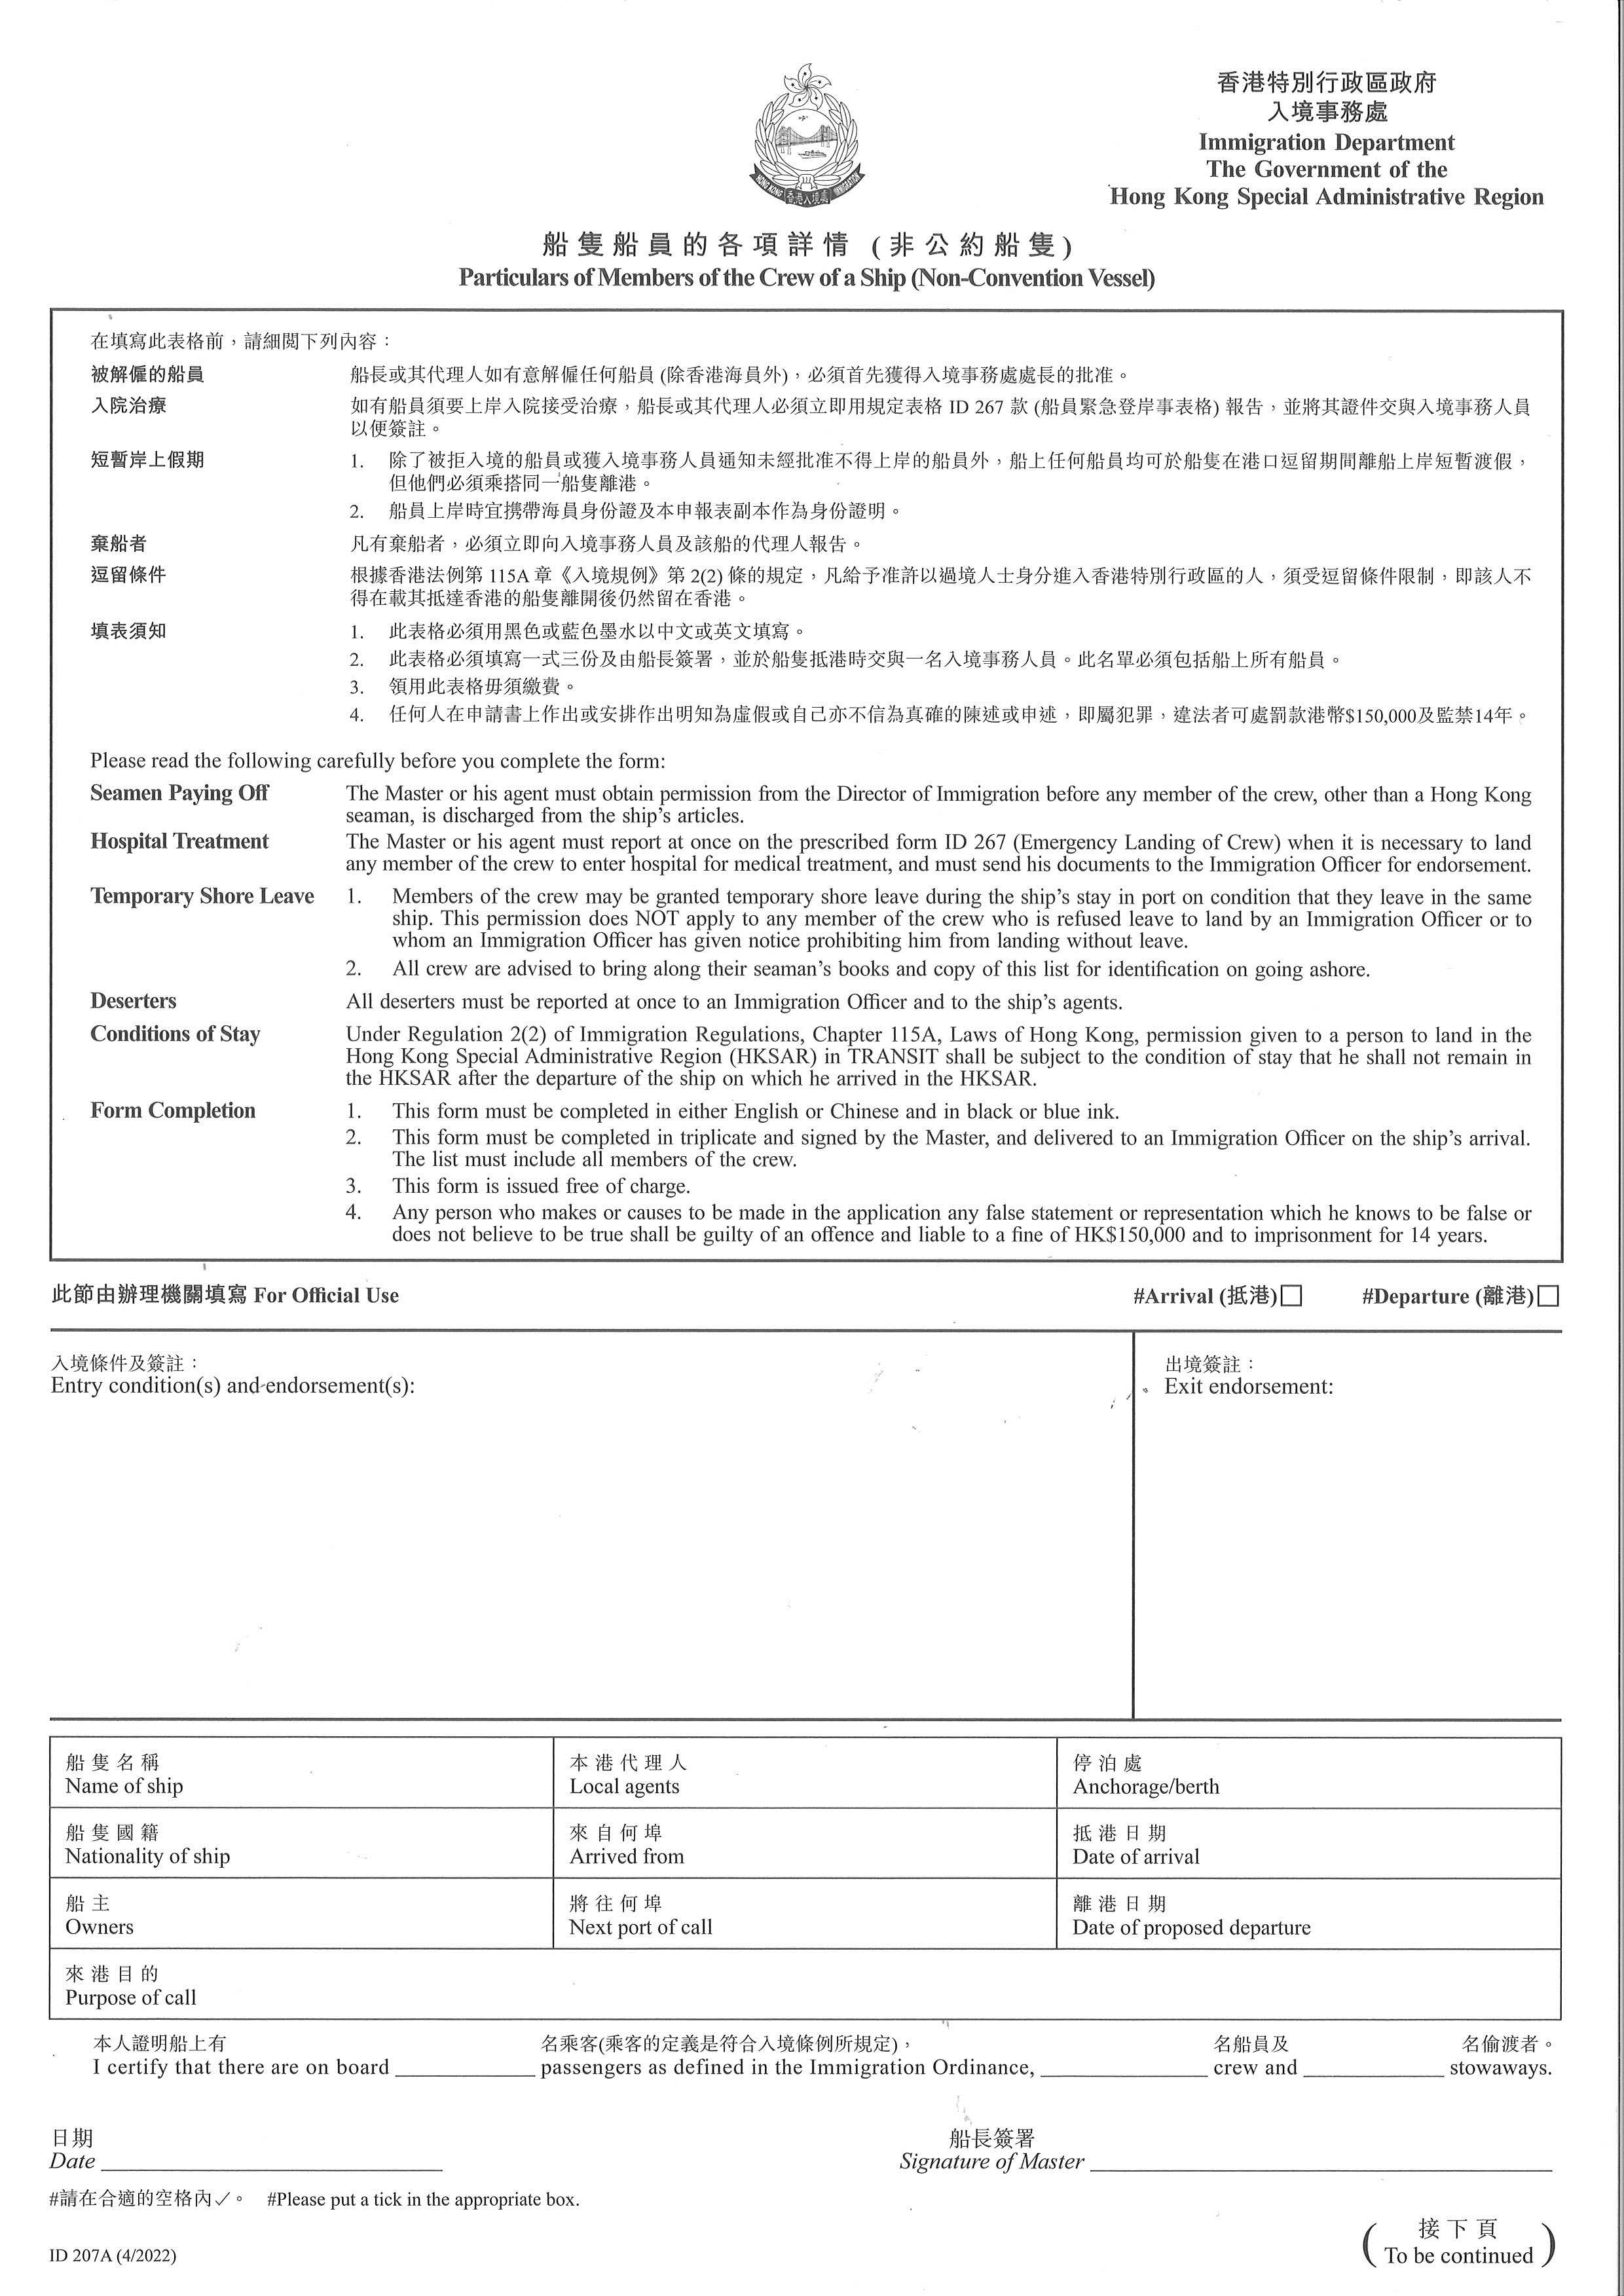 香港特別行政區政府
入境事務處
Immigration Department
The Government of the
Hong Kong Special Administrative Region
HONG KONG 香港入境處 IMMIGRATION
船隻船員的各項詳情 (非公約船隻)
Particulars of Members of the Crew of a Ship (Non-Convention Vessel)
在填寫此表格前，請細閱下列內容：
被解僱的船員 船長或其代理人如有意解僱任何船員 (除香港海員外)，必須首先獲得入境事務處處長的批准。
入院治療 如有船員須要上岸入院接受治療，船長或其代理人必須立即用規定表格 ID 267 款 (船員緊急登岸事表格) 報告，並將其證件交與入境事務人員
以便簽註。
短暫岸上假期 1. 除了被拒入境的船員或獲入境事務人員通知未經批准不得上岸的船員外，船上任何船員均可於船隻在港口逗留期間離船上岸短暫渡假，
但他們必須乘搭同一船隻離港。
2. 船員上岸時宜携帶海員身份證及本申報表副本作為身份證明。
棄船者 凡有棄船者，必須立即向入境事務人員及該船的代理人報告。
逗留條件 根據香港法例第 115A 章《入境規例》第 2(2) 條的規定，凡給予准許以過境人士身分進入香港特別行政區的人，須受逗留條件限制，即該人不
得在載其抵達香港的船隻離開後仍然留在香港。
填表須知 1. 此表格必須用黑色或藍色墨水以中文或英文填寫。
2. 此表格必須填寫一式三份及由船長簽署，並於船隻抵港時交與一名入境事務人員。此名單必須包括船上所有船員。
3. 領用此表格毋須繳費。
4. 任何人在申請書上作出或安排作出明知為虛假或自己亦不信為真確的陳述或申述，即屬犯罪，違法者可處罰款港幣$150,000及監禁14年。
Please read the following carefully before you complete the form:
Seamen Paying Off The Master or his agent must obtain permission from the Director of Immigration before any member of the crew, other than a Hong Kong
seaman, is discharged from the ship's articles.
Hospital Treatment The Master or his agent must report at once on the prescribed form ID 267 (Emergency Landing of Crew) when it is necessary to land
any member of the crew to enter hospital for medical treatment, and must send his documents to the Immigration Officer for endorsement.
Temporary Shore Leave 1. Members of the crew may be granted temporary shore leave during the ship's stay in port on condition that they leave in the same
ship. This permission does NOT apply to any member of the crew who is refused leave to land by an Immigration Officer or to
whom an Immigration Officer has given notice prohibiting him from landing without leave.
2. All crew are advised to bring along their seaman's books and copy of this list for identification on going ashore.
Deserters All deserters must be reported at once to an Immigration Officer and to the ship's agents.
Conditions of Stay Under Regulation 2(2) of Immigration Regulations, Chapter 115A, Laws of Hong Kong, permission given to a person to land in the
Hong Kong Special Administrative Region (HKSAR) in TRANSIT shall be subject to the condition of stay that he shall not remain in
the HKSAR after the departure of the ship on which he arrived in the HKSAR.
Form Completion 1. This form must be completed in either English or Chinese and in black or blue ink.
2. This form must be completed in triplicate and signed by the Master, and delivered to an Immigration Officer on the ship's arrival.
The list must include all members of the crew.
3. This form is issued free of charge.
4. Any person who makes or causes to be made in the application any false statement or representation which he knows to be false or
does not believe to be true shall be guilty of an offence and liable to a fine of HK$150,000 and to imprisonment for 14 years.
此節由辦理機關填寫 For Official Use #Arrival (抵港)□ #Departure (離港)□
入境條件及簽註： 出境簽註：
Entry condition(s) and endorsement(s): Exit endorsement:
船隻名稱 本港代理人 停泊處
Name of ship Local agents Anchorage/berth
船隻國籍 來自何埠 抵港日期
Nationality of ship Arrived from Date of arrival
船主 將往何埠 離港日期
Owners Next port of call Date of proposed departure
來港目的
Purpose of call
本人證明船上有 名乘客(乘客的定義是符合入境條例所規定)， 名船員及 名偷渡者。
I certify that there are on board ____ passengers as defined in the Immigration Ordinance, ____ crew and ____ stowaways.
日期 船長簽署
Date ____ Signature of Master ____
#請在合適的空格內✓。 #Please put a tick in the appropriate box.
接下頁
ID 207A (4/2022) ( To be continued )